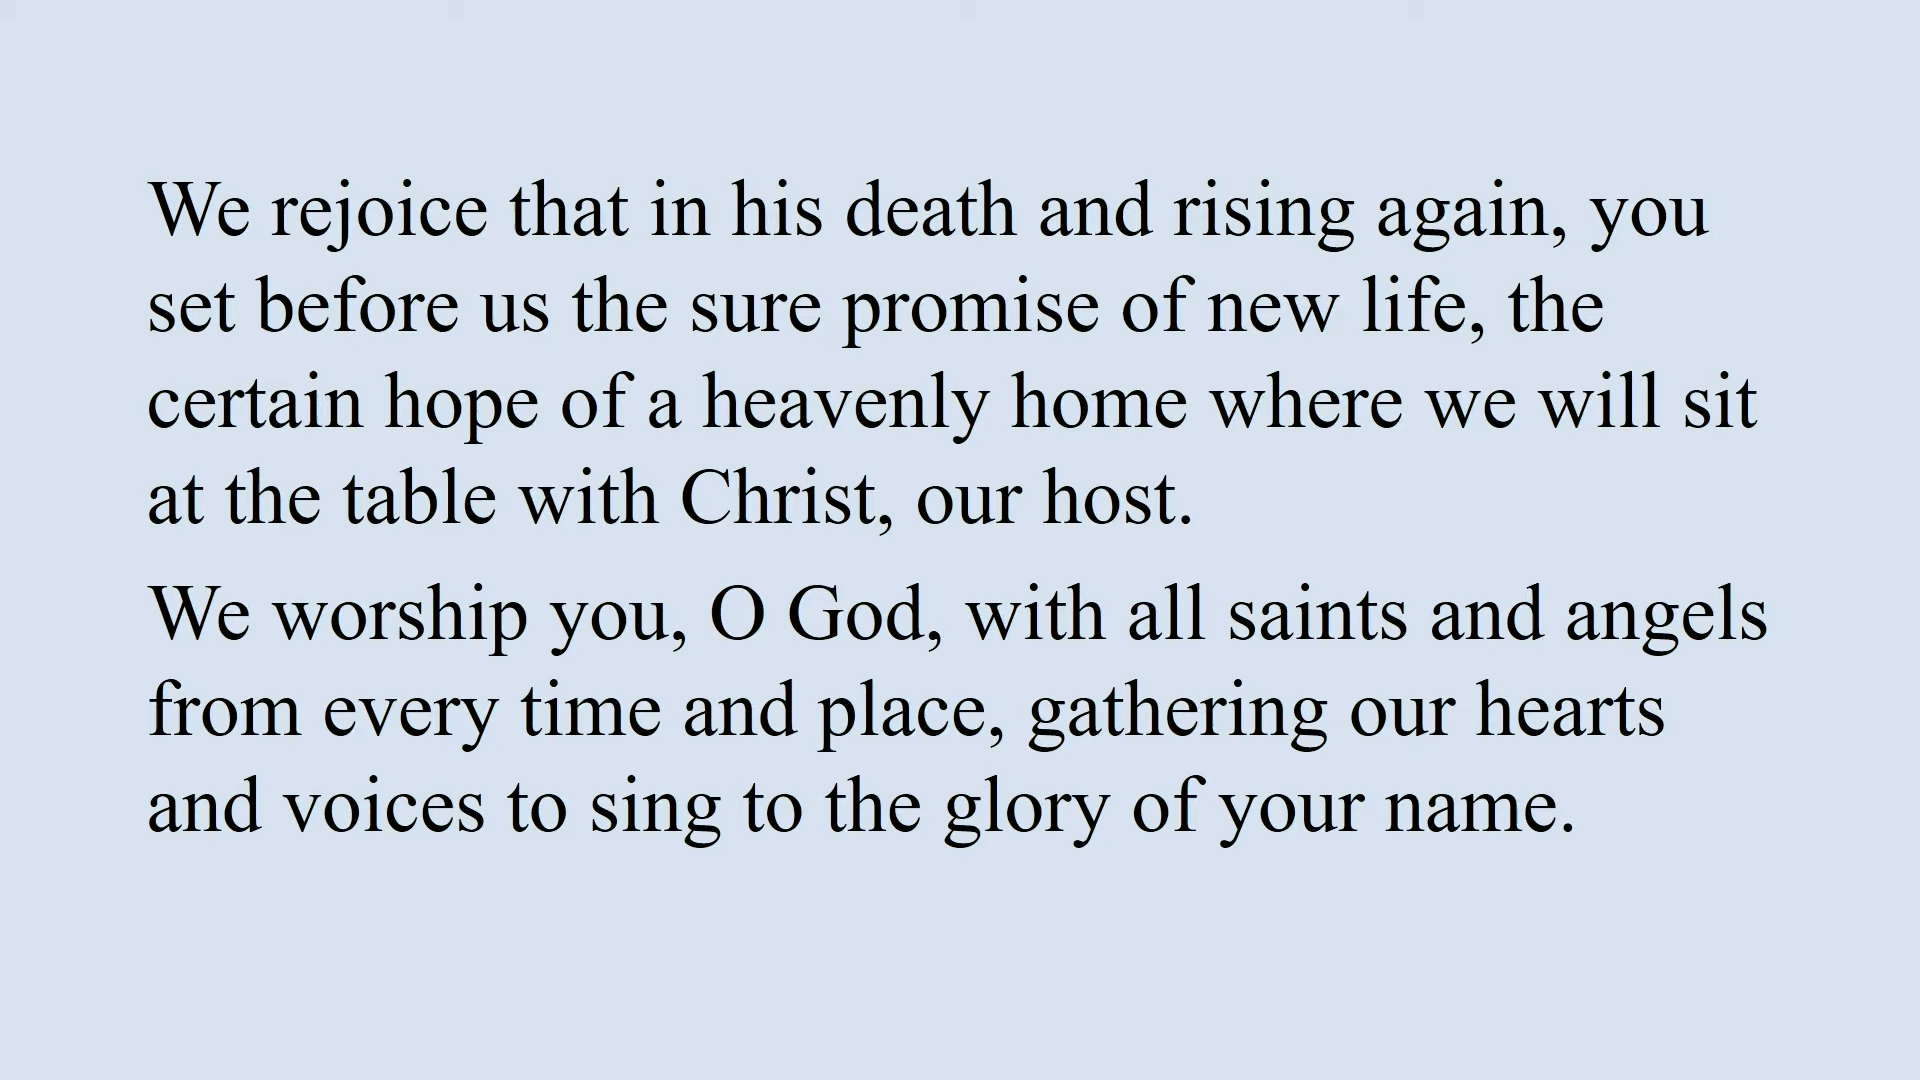 We rejoice that in his death and rising again, you
set before us the sure promise of new life, the
certain hope of a heavenly home where we will sit
at the table with Christ, our host.
We worship you, O God, with all saints and angels
from every time and place, gathering our hearts
and voices to sing to the glory of your name.